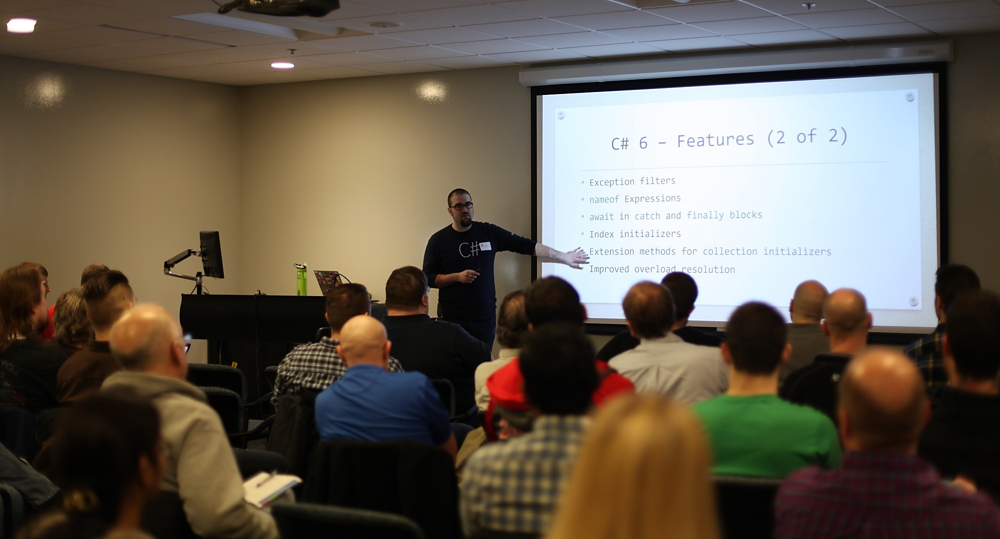 C# 6 – Features (2 of 2)
• Exception filters
• nameof Expressions
• await in catch and finally blocks
• Index initializers
Extension methods for collection initializers
Improved overload resolution
C#